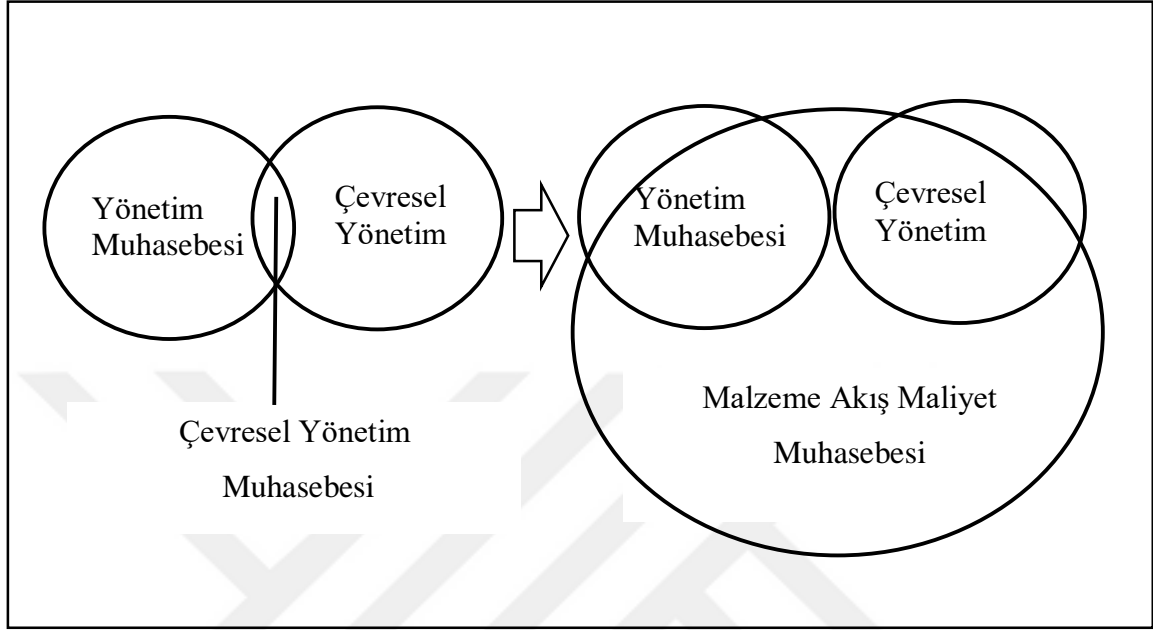 Yönetim
Muhasebesi
Çevresel
Yönetim
Çevresel Yönetim
Muhasebesi
Yönetim
Muhasebesi
Çevresel
Yönetim
Malzeme Akış Maliyet
Muhasebesi